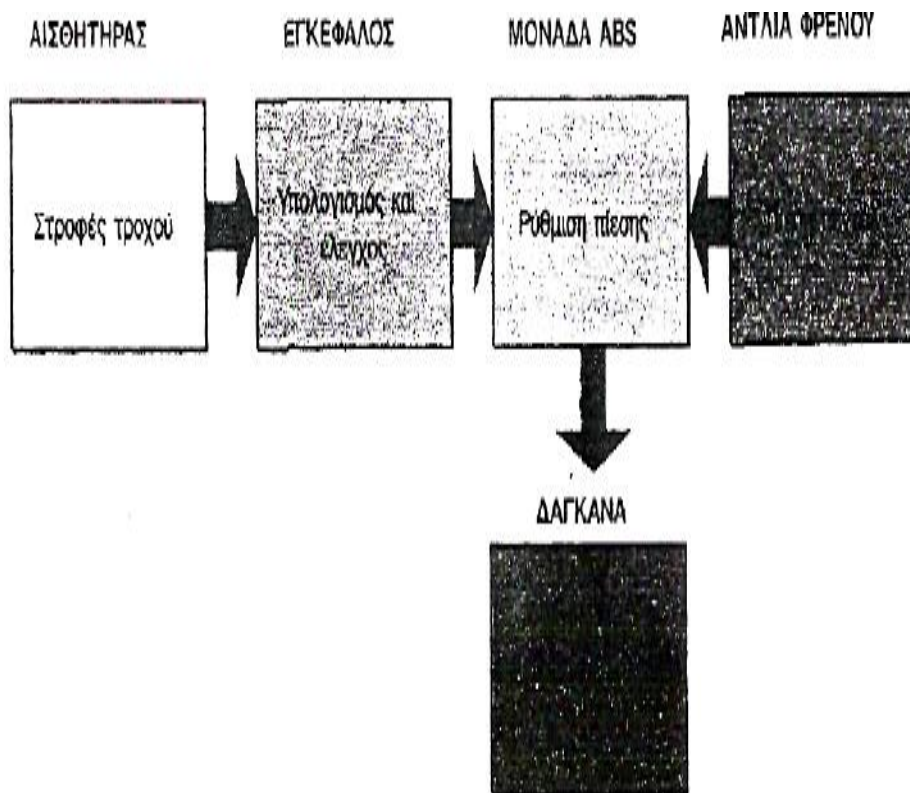 ΑΙΣΘΗΤΗΡΑΣ
ΕΓΚΕΦΑΛΟΣ
ΜΟΝΑΔΑ ABS
ΑΝΤΛΙΑ ΦΡΕΝΟΥ
Στροφές τροχού
Υπολογισμός και
έλεγχος
Ρύθμιση πίεσης
ΔΑΓΚΑΝΑ